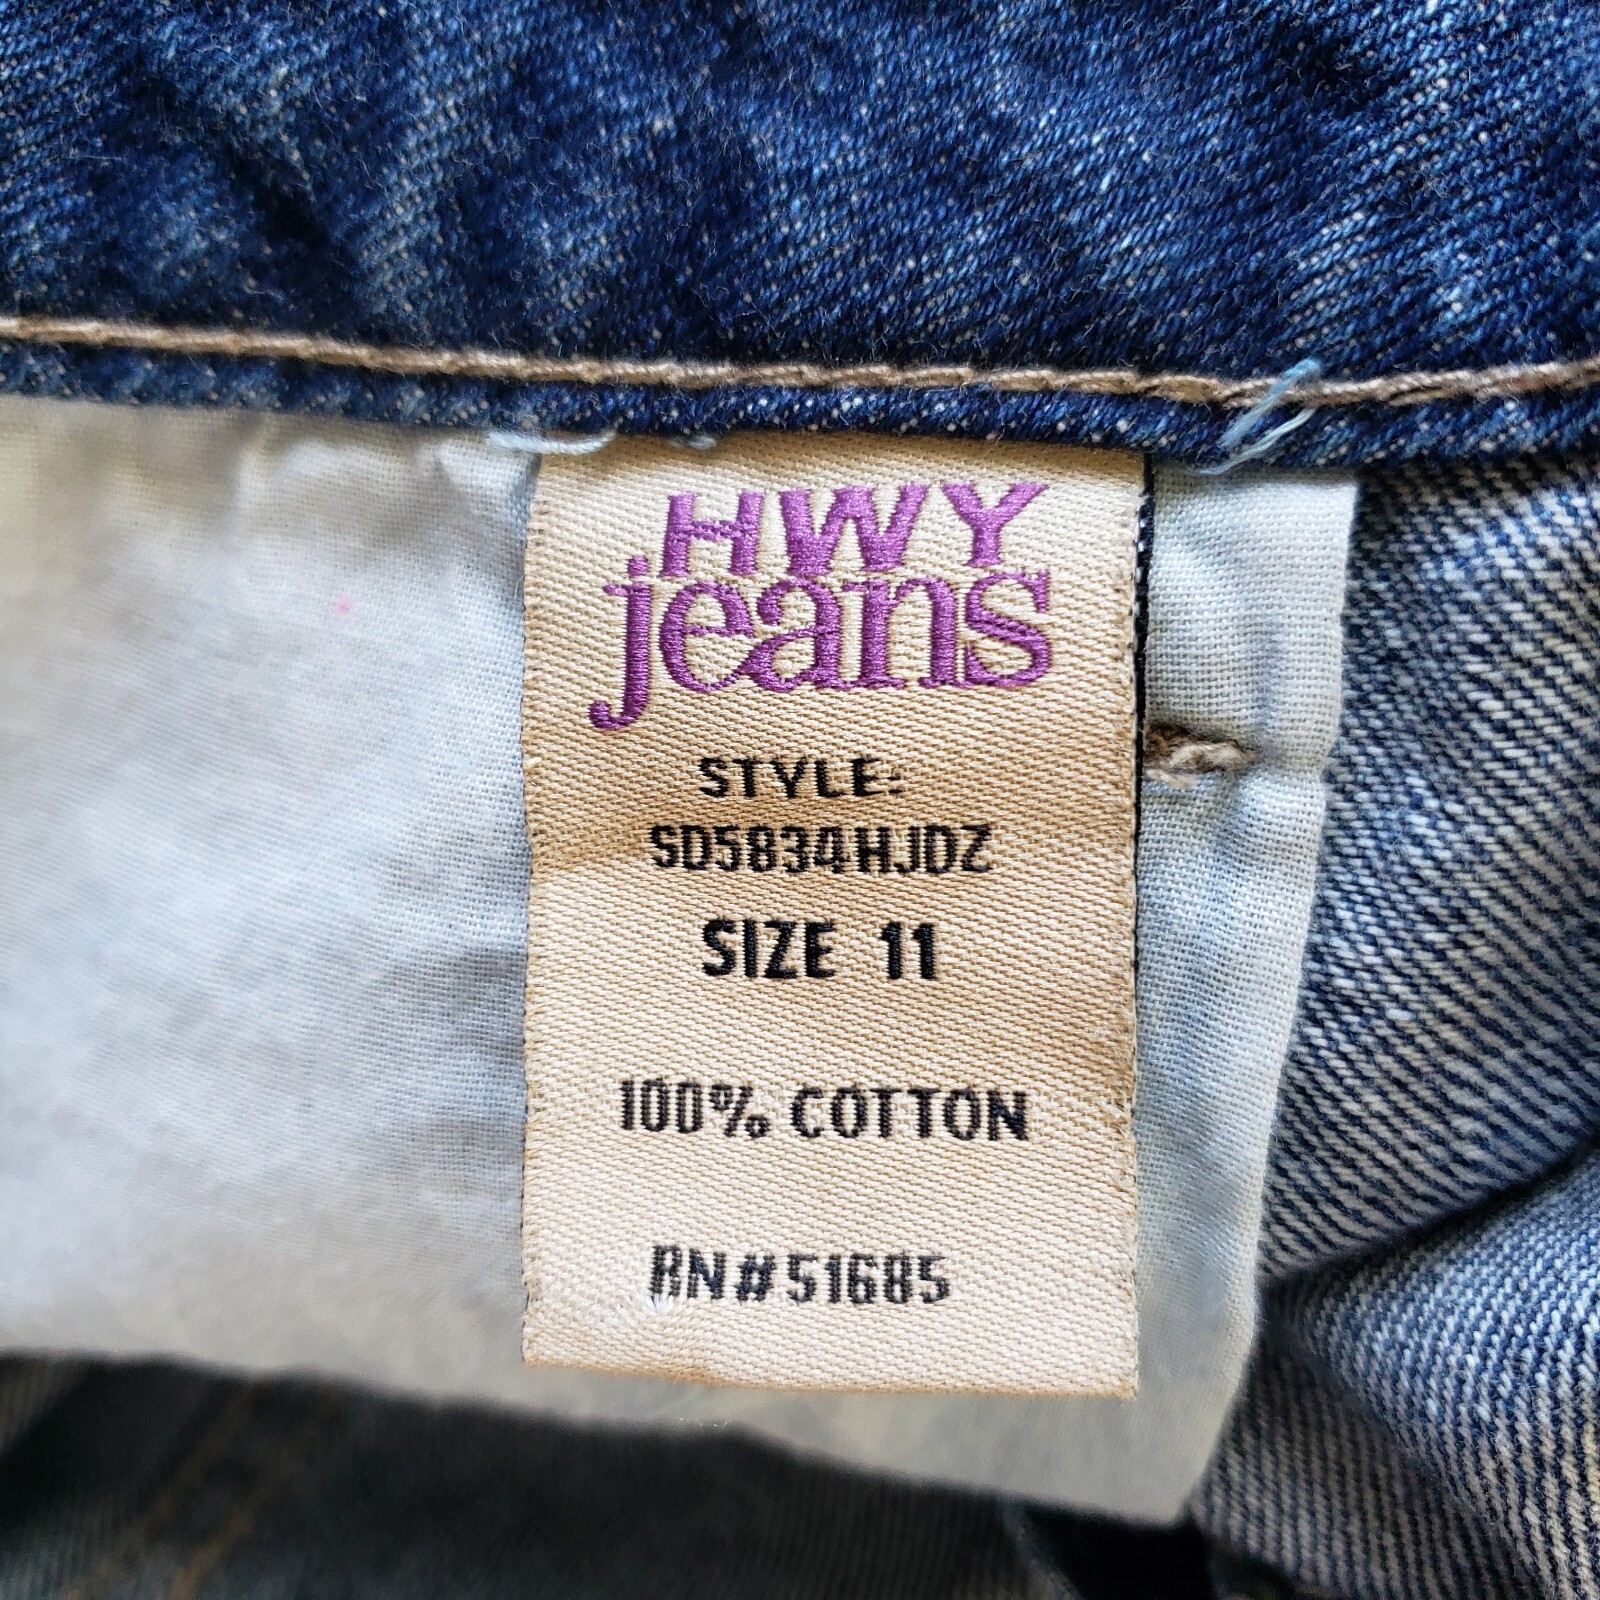 HWY
jeans
STYLE:
SD5834HJDZ
SIZE 11
100% COTTON
RN#51685